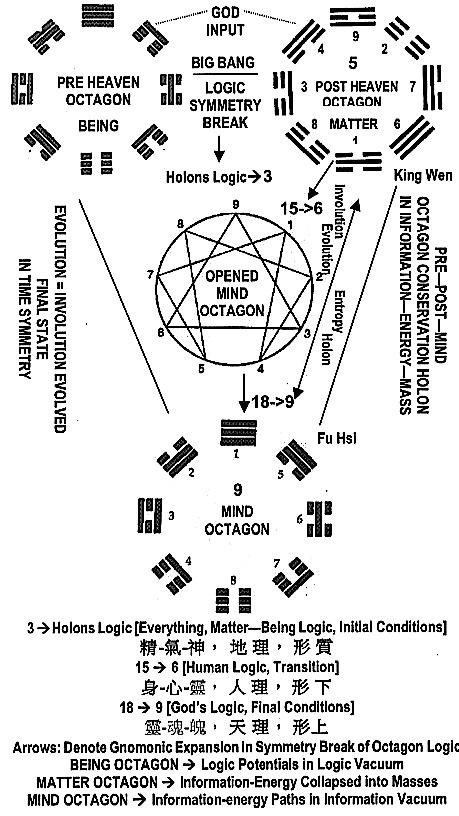 GOD
INPUT
PRE HEAVEN
OCTAGON
BEING
BIG BANG
LOGIC
SYMMETRY
BREAK
Holons Logic→3
9
4
2
5
3
POST HEAVEN
OCTAGON
7
8
MATTER
6
1
King Wen
15->6
Involution
Evolution
Entropy
Holon
EVOLUTION = INVOLUTION EVOLVED
FINAL STATE
IN TIME SYMMETRY
PRE—POST—MIND
OCTAGON CONSERVATION HOLON
IN INFORMATION—ENERGY—MASS
9
8
1
7
OPENED
MIND
OCTAGON
2
6
3
5
4
18->9
Fu HsI
1
2
5
9
MIND
OCTAGON
3
6
4
7
8
3 → Holons Logic [Everything, Matter—Being Logic, Initial Conditions]
精-氣-神， 地 理， 形 質
15 → 6 [Human Logic, Transition]
身-心-靈， 人 理， 形 下
18 → 9 [God's Logic, Final Conditions]
靈-魂-魄， 天 理， 形 上
Arrows: Denote Gnomonic Expansion In Symmetry Break of Octagon Logic
BEING OCTAGON → Logic Potentials in Logic Vacuum
MATTER OCTAGON → Information-Energy Collapsed into Masses
MIND OCTAGON → Information-energy Paths in Information Vacuum